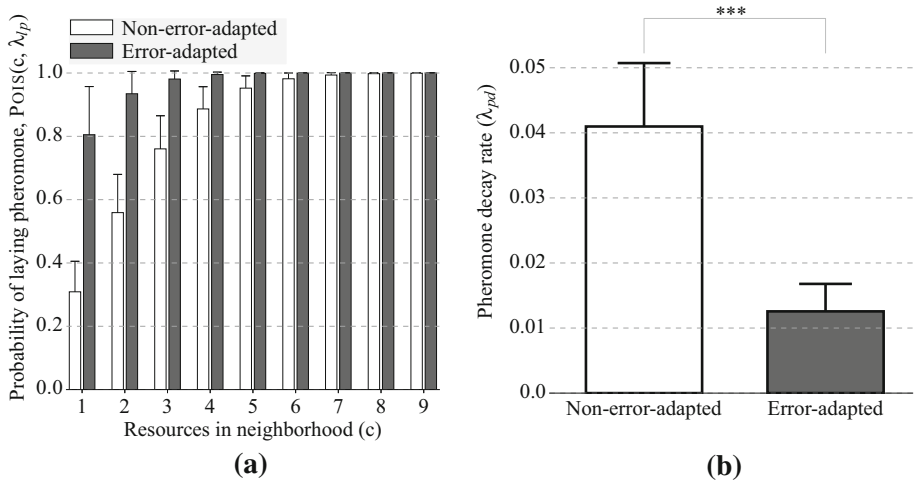 Non-error-adapted
Error-adapted
Probability of laying pheromone, POIS(c, λlp)
1.0
0.8
0.6
0.4
0.2
0.0
1 2 3 4 5 6 7 8 9
Resources in neighborhood (c)
(a)
***
Pheromone decay rate (λpd)
0.05
0.04
0.03
0.02
0.01
0.0
Non-error-adapted Error-adapted
(b)